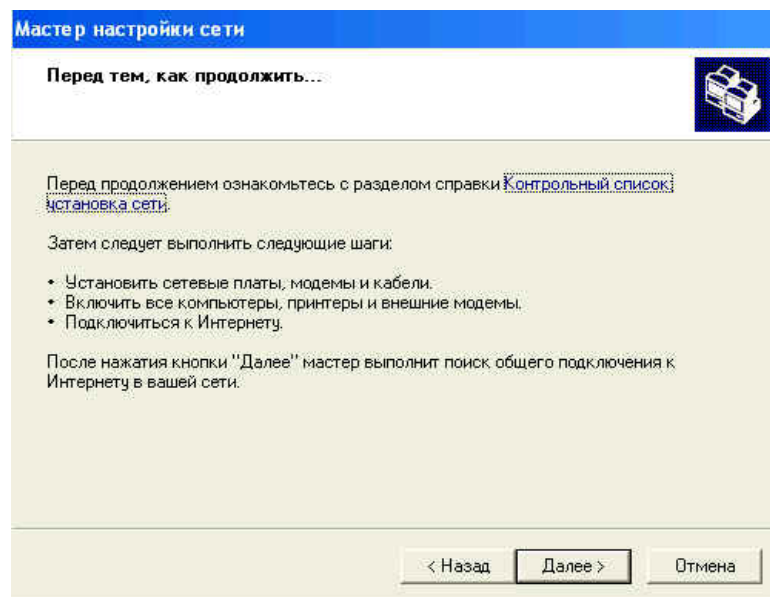 Мастер настройки сети
Перед тем, как продолжить...
Перед продолжением ознакомьтесь с разделом справки Контрольный список:
установка сети.
Затем следует выполнить следующие шаги:
• Установить сетевые платы, модемы и кабели.
• Включить все компьютеры, принтеры и внешние модемы.
• Подключиться к Интернету.
После нажатия кнопки "Далее" мастер выполнит поиск общего подключения к
Интернету в вашей сети.
< Назад Далее > Отмена